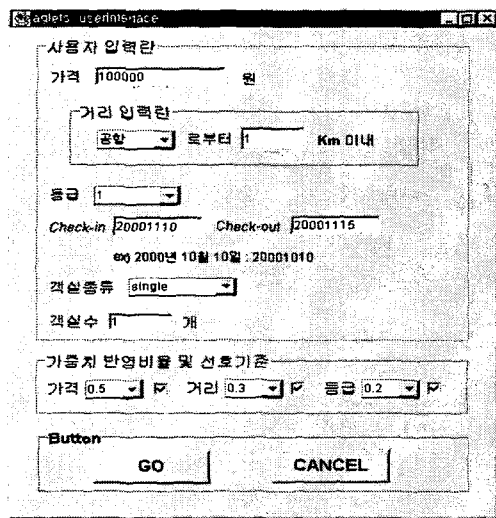 aglets userinterface
사용자 입력란
가격 100000 원
거리 입력란
공항 로부터 1 Km 이내
등급 1
Check-in 20001110 Check-out 20001115
ex) 2000년 10월 10일 : 20001010
객실종류 single
객실수 1 개
가중치 반영비율 및 선호기준
가격 0.5 거리 0.3 등급 0.2
Button
GO CANCEL